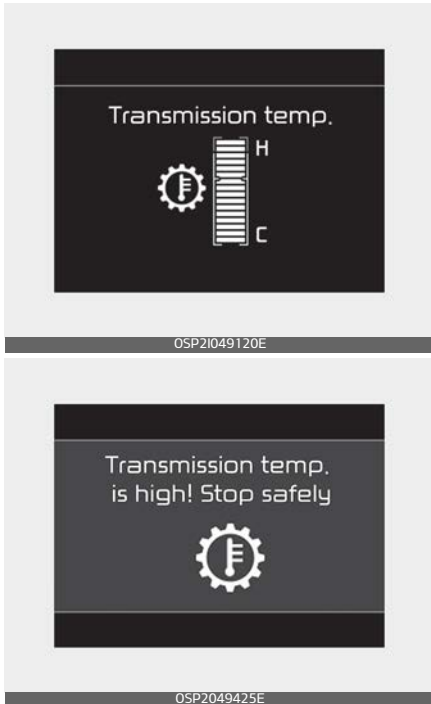 Transmission temp.
H
C
OSP2I049120E
Transmission temp.
is high! Stop safely
OSP2049425E